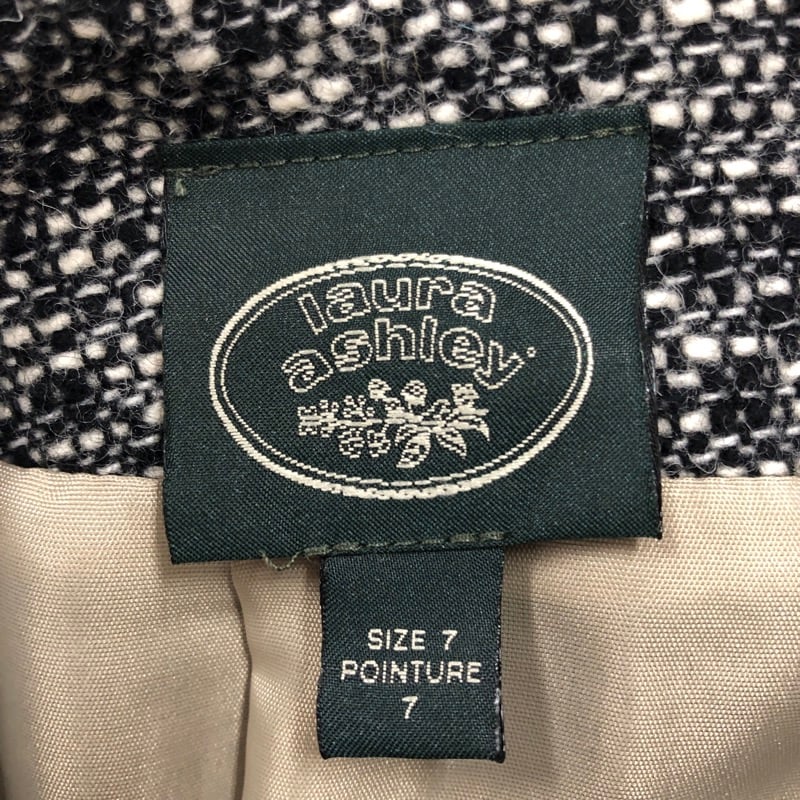 laura
ashley
SIZE 7
POINTURE
7